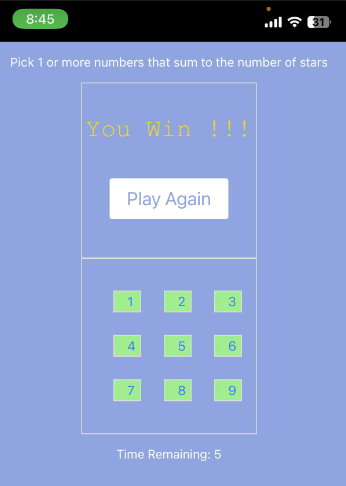 8:45
31
Pick 1 or more numbers that sum to the number of stars
You Win !!!
Play Again
1 2 3
4 5 6
7 8 9
Time Remaining: 5